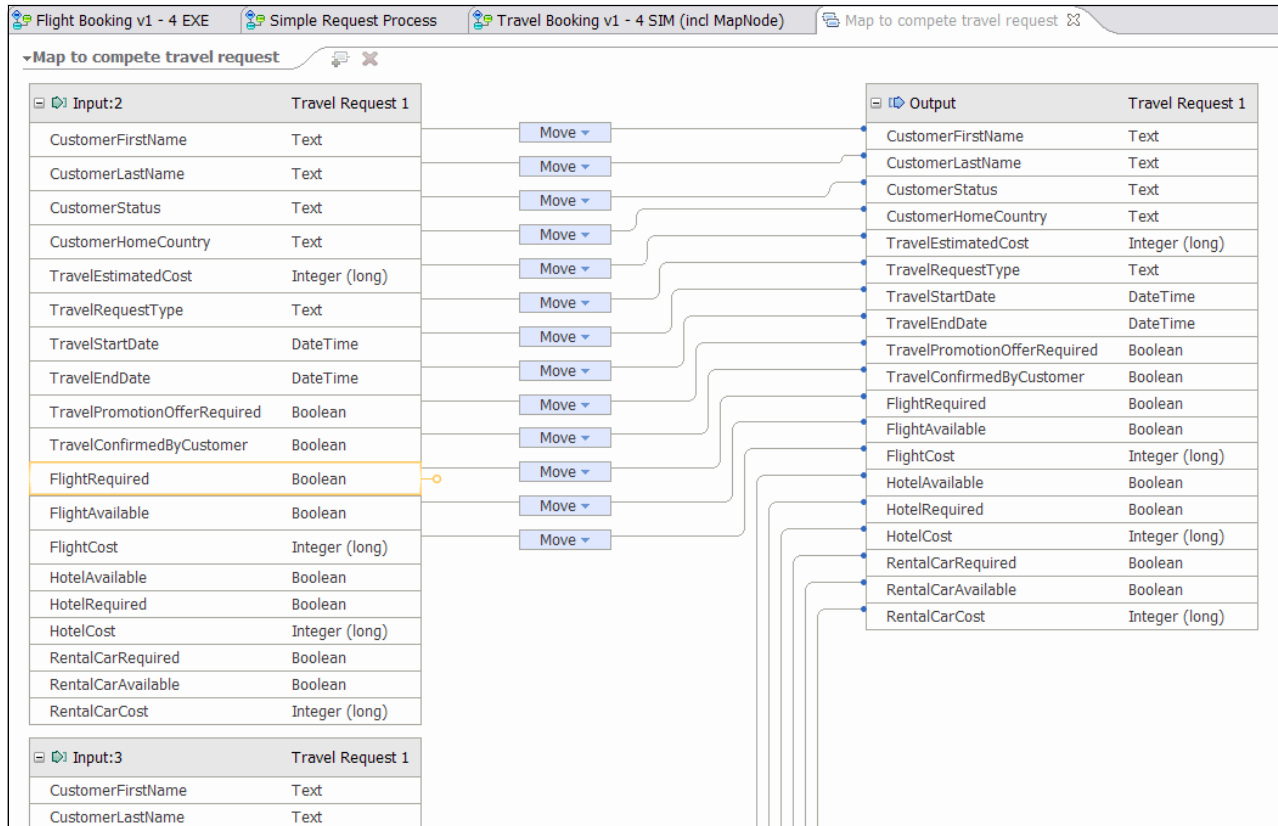 Flight Booking v1 - 4 EXE Simple Request Process Travel Booking v1 - 4 SIM (incl MapNode) Map to compete travel request
Map to compete travel request
Input:2 Travel Request 1
CustomerFirstName Text
CustomerLastName Text
CustomerStatus Text
CustomerHomeCountry Text
TravelEstimatedCost Integer (long)
TravelRequestType Text
TravelStartDate DateTime
TravelEndDate DateTime
TravelPromotionOfferRequired Boolean
TravelConfirmedByCustomer Boolean
FlightRequired Boolean
FlightAvailable Boolean
FlightCost Integer (long)
HotelAvailable Boolean
HotelRequired Boolean
HotelCost Integer (long)
RentalCarRequired Boolean
RentalCarAvailable Boolean
RentalCarCost Integer (long)
Input:3 Travel Request 1
CustomerFirstName Text
CustomerLastName Text
Move
Move
Move
Move
Move
Move
Move
Move
Move
Move
Move
Move
Move
Output Travel Request 1
CustomerFirstName Text
CustomerLastName Text
CustomerStatus Text
CustomerHomeCountry Text
TravelEstimatedCost Integer (long)
TravelRequestType Text
TravelStartDate DateTime
TravelEndDate DateTime
TravelPromotionOfferRequired Boolean
TravelConfirmedByCustomer Boolean
FlightRequired Boolean
FlightAvailable Boolean
FlightCost Integer (long)
HotelAvailable Boolean
HotelRequired Boolean
HotelCost Integer (long)
RentalCarRequired Boolean
RentalCarAvailable Boolean
RentalCarCost Integer (long)